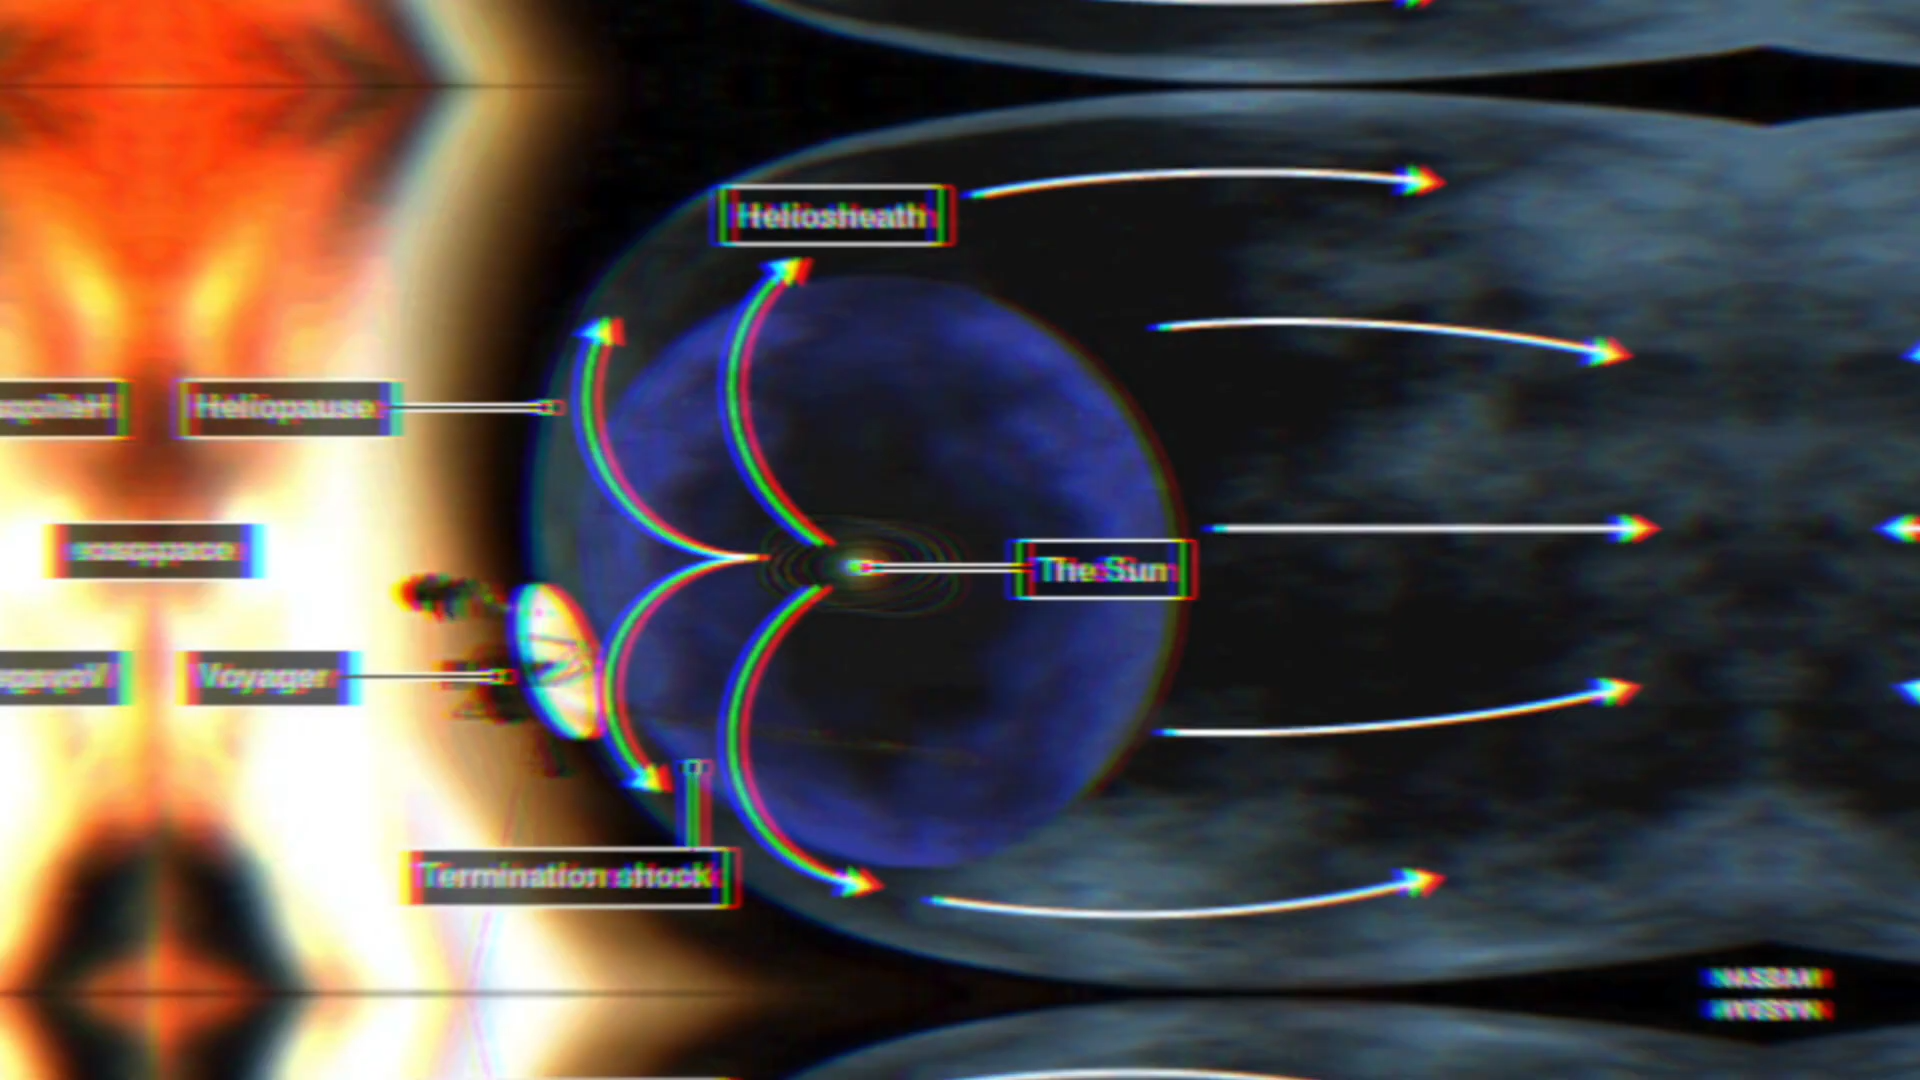 Heliosheath
Heliopause
The Sun
Voyager
Termination shock